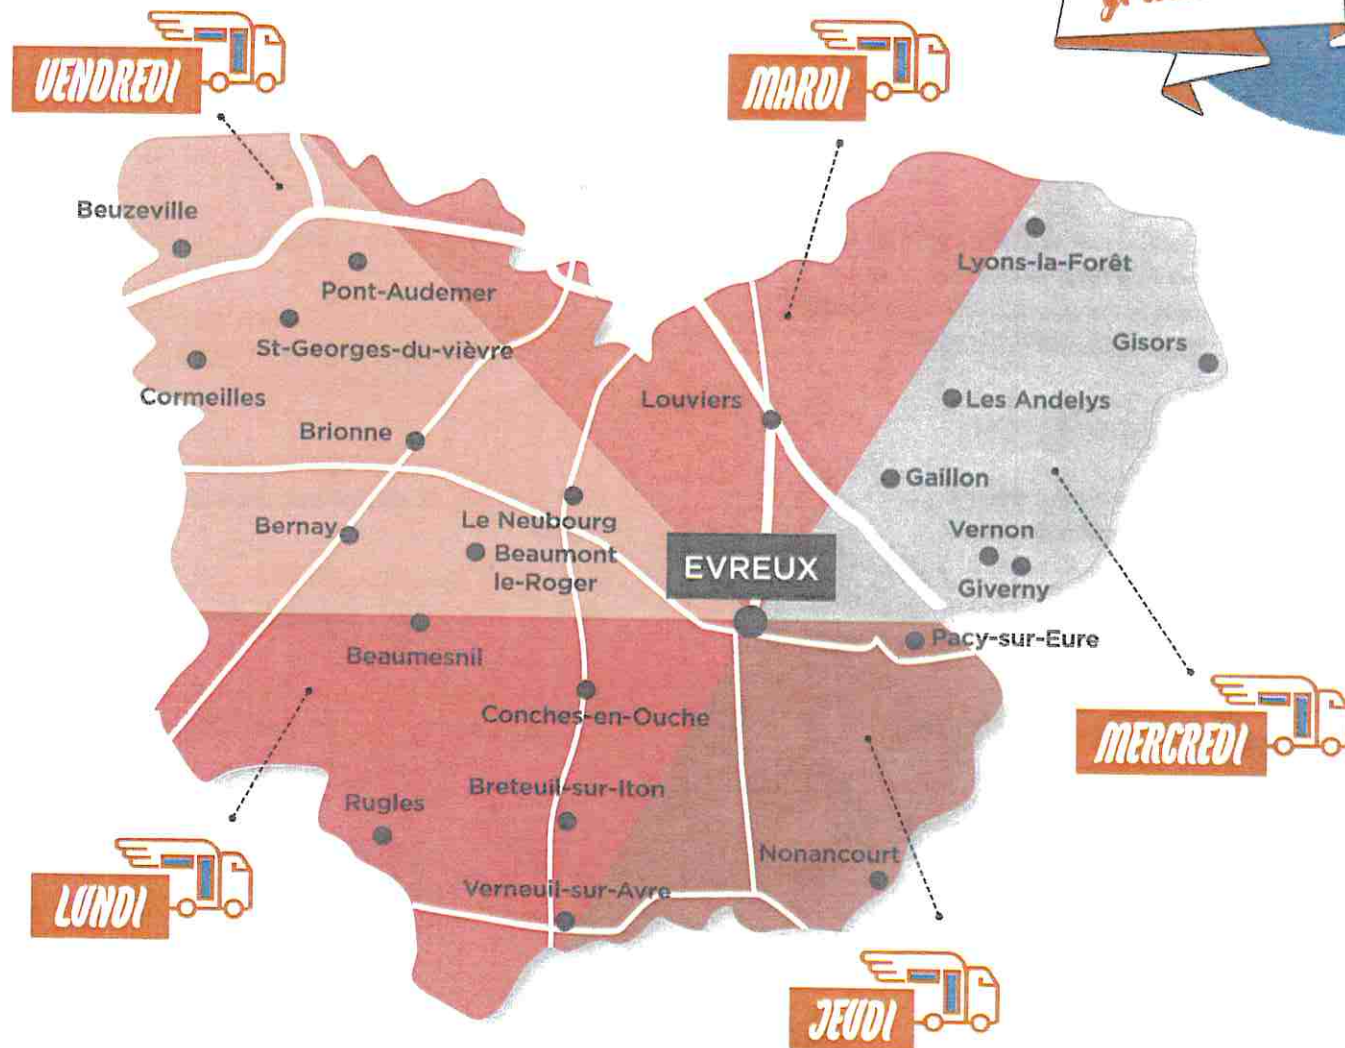 VENDREDI
MARDI
Beuzeville
Pont-Audemer
St-Georges-du-vièvre
Cormeilles
Brionne
Bernay
Le Neubourg
Beaumont
le-Roger
Louviers
Lyons-la-Forêt
Gisors
Les Andelys
Gaillon
Vernon
Giverny
EVREUX
Pacy-sur-Eure
Beaumesnil
Conches-en-Ouche
Breteuil-sur-Iton
Rugles
Verneuil-sur-Avre
Nonancourt
MERCREDI
LUNDI
JEUDI